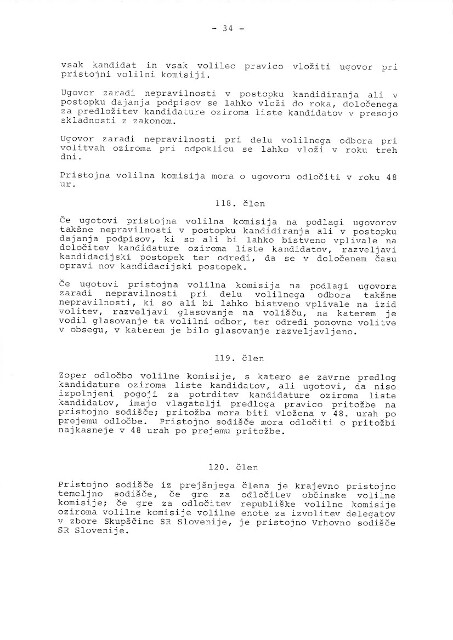 - 34 -
vsak kandidat in vsak volilec pravico vložiti ugovor pri
pristojni volilni komisiji.
Ugovor zaradi nepravilnosti v postopku kandidiranja ali v
postopku dajanja podpisov se lahko vloži do roka, določenega
za predložitev kandidature oziroma liste kandidatov v presojo
skladnosti z zakonom.
Ugovor zaradi nepravilnosti pri delu volilnega odbora pri
volitvah oziroma pri odpoklicu se lahko vloži v roku treh
dni.
Pristojna volilna komisija mora o ugovoru odločiti v roku 48
ur.
118. člen
Če ugotovi pristojna volilna komisija na podlagi ugovorov
takšne nepravilnosti v postopku kandidiranja ali v postopku
dajanja podpisov, ki so ali bi lahko bistveno vplivale na
določitev kandidature oziroma liste kandidatov, razveljavi
kandidacijski postopek ter odredi, da se v določenem času
opravi nov kandidacijski postopek.
Če ugotovi pristojna volilna komisija na podlagi ugovora
zaradi nepravilnosti pri delu volilnega odbora takšne
nepravilnosti, ki so ali bi lahko bistveno vplivale na izid
volitev, razveljavi glasovanje na volišču, na katerem je
vodil glasovanje ta volilni odbor, ter odredi ponovne volitve
v obsegu, v katerem je bilo glasovanje razveljavljeno.
119. člen
Zoper odločbo volilne komisije, s katero se zavrne predlog
kandidature oziroma liste kandidatov, ali ugotovi, da niso
izpolnjeni pogoji za potrditev kandidature oziroma liste
kandidatov, imajo vlagatelji predloga pravico pritožbe na
pristojno sodišče; pritožba mora biti vložena v 48. urah po
prejemu odločbe. Pristojno sodišče mora odločiti o pritožbi
najkasneje v 48 urah po prejemu pritožbe.
120. člen
Pristojno sodišče iz prejšnjega člena je krajevno pristojno
temeljno sodišče, če gre za odločitev občinske volilne
komisije; če gre za odločitev republiške volilne komisije
oziroma volilne komisije volilne enote za izvolitev delegatov
v zbore Skupščine SR Slovenije, je pristojno Vrhovno sodišče
SR Slovenije.